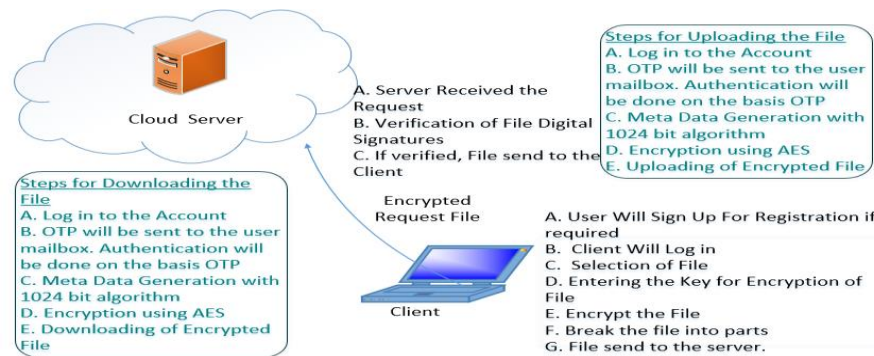 Cloud Server
A. Server Received the
Request
B. Verification of File Digital
Signatures
C. If verified, File send to the
Client
Steps for Uploading the File
A. Log in to the Account
B. OTP will be sent to the user
mailbox. Authentication will
be done on the basis OTP
C. Meta Data Generation with
1024 bit algorithm
D. Encryption using AES
E. Uploading of Encrypted File
Steps for Downloading the
File
A. Log in to the Account
B. OTP will be sent to the user
mailbox. Authentication will
be done on the basis OTP
C. Meta Data Generation with
1024 bit algorithm
D. Encryption using AES
E. Downloading of Encrypted
File
Encrypted
Request File
Client
A. User Will Sign Up For Registration if
required
B. Client Will Log in
C. Selection of File
D. Entering the Key for Encryption of
File
E. Encrypt the File
F. Break the file into parts
G. File send to the server.